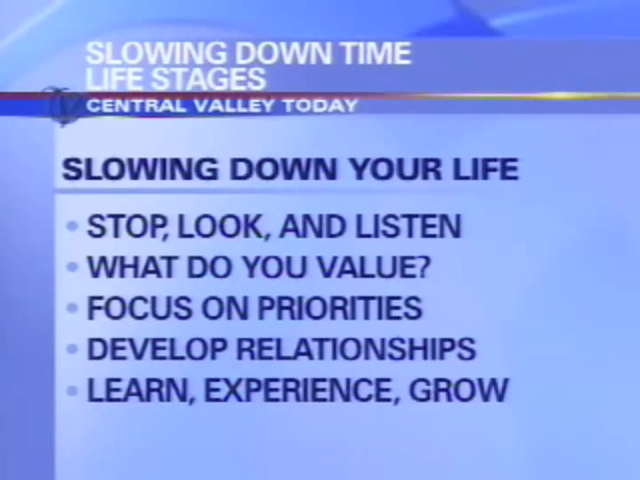 SLOWING DOWN TIME
LIFE STAGES
CENTRAL VALLEY TODAY
SLOWING DOWN YOUR LIFE
• STOP, LOOK, AND LISTEN
• WHAT DO YOU VALUE?
• FOCUS ON PRIORITIES
• DEVELOP RELATIONSHIPS
• LEARN, EXPERIENCE, GROW